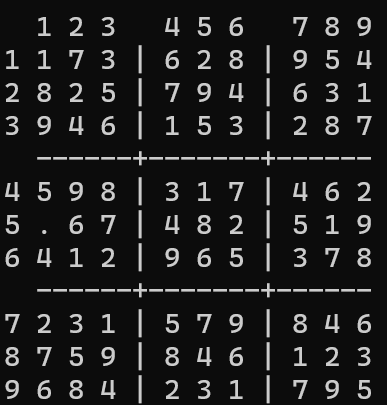 1 2 3   4 5 6   7 8 9
1 1 7 3 | 6 2 8 | 9 5 4
2 8 2 5 | 7 9 4 | 6 3 1
3 9 4 6 | 1 5 3 | 2 8 7
  ------+-------+------
4 5 9 8 | 3 1 7 | 4 6 2
5 . 6 7 | 4 8 2 | 5 1 9
6 4 1 2 | 9 6 5 | 3 7 8
  ------+-------+------
7 2 3 1 | 5 7 9 | 8 4 6
8 7 5 9 | 8 4 6 | 1 2 3
9 6 8 4 | 2 3 1 | 7 9 5